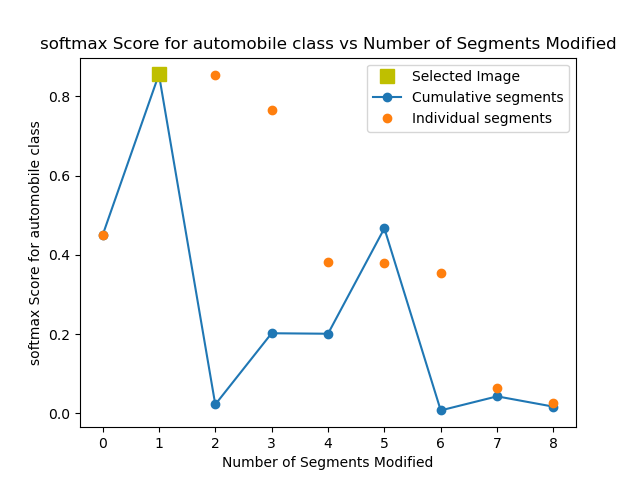 softmax Score for automobile class vs Number of Segments Modified
Selected Image
Cumulative segments
Individual segments
softmax Score for automobile class
0.8
0.6
0.4
0.2
0.0
0 1 2 3 4 5 6 7 8
Number of Segments Modified